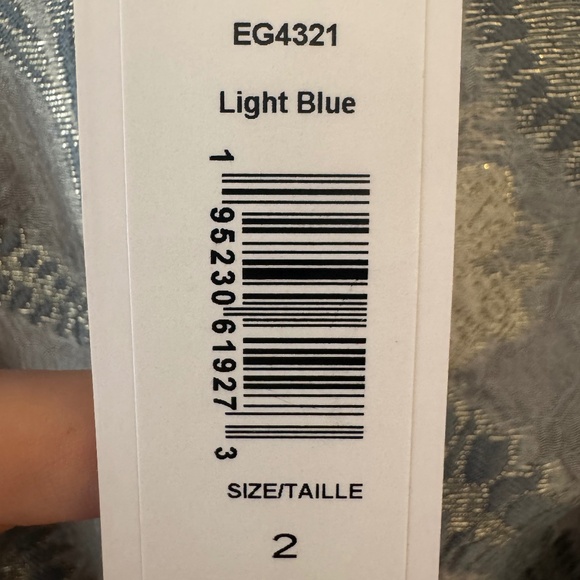 EG4321
Light Blue
1 95230 61927 3
SIZE/TAILLE
2